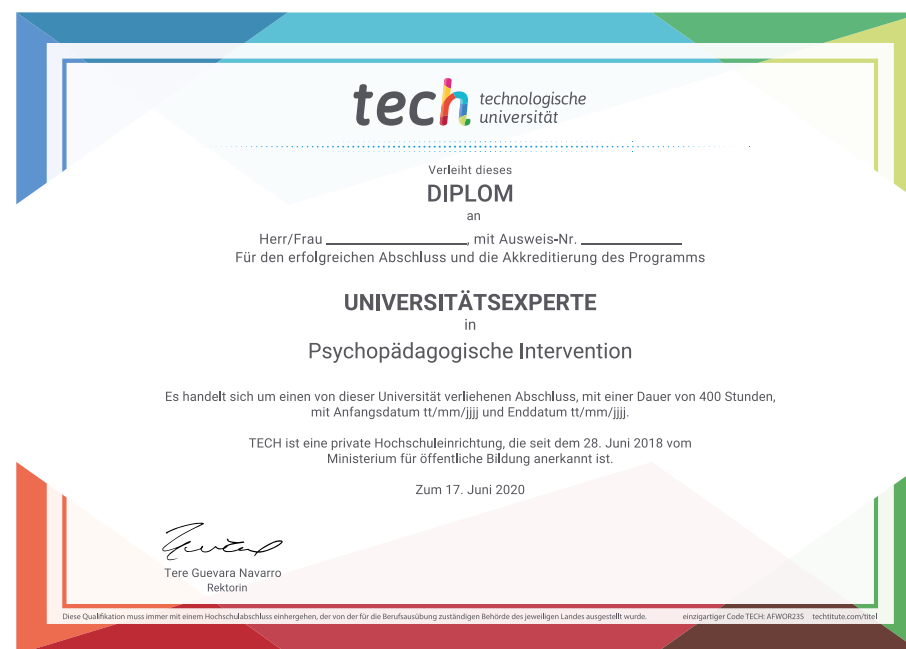 tech technologische
universität
Verleiht dieses
DIPLOM
an
Herr/Frau ____________________, mit Ausweis-Nr. ______________
Für den erfolgreichen Abschluss und die Akkreditierung des Programms
UNIVERSITÄTSEXPERTE
in
Psychopädagogische Intervention
Es handelt sich um einen von dieser Universität verliehenen Abschluss, mit einer Dauer von 400 Stunden,
mit Anfangsdatum tt/mm/jjjj und Enddatum tt/mm/jjjj.
TECH ist eine private Hochschuleinrichtung, die seit dem 28. Juni 2018 vom
Ministerium für öffentliche Bildung anerkannt ist.
Zum 17. Juni 2020
Tere Guevara Navarro
Rektorin
Diese Qualifikation muss immer mit einem Hochschulabschluss einhergehen, der von der für die Berufsausübung zuständigen Behörde des jeweiligen Landes ausgestellt wurde. einzigartiger Code TECH: AFWOR23S techtitute.com/titel